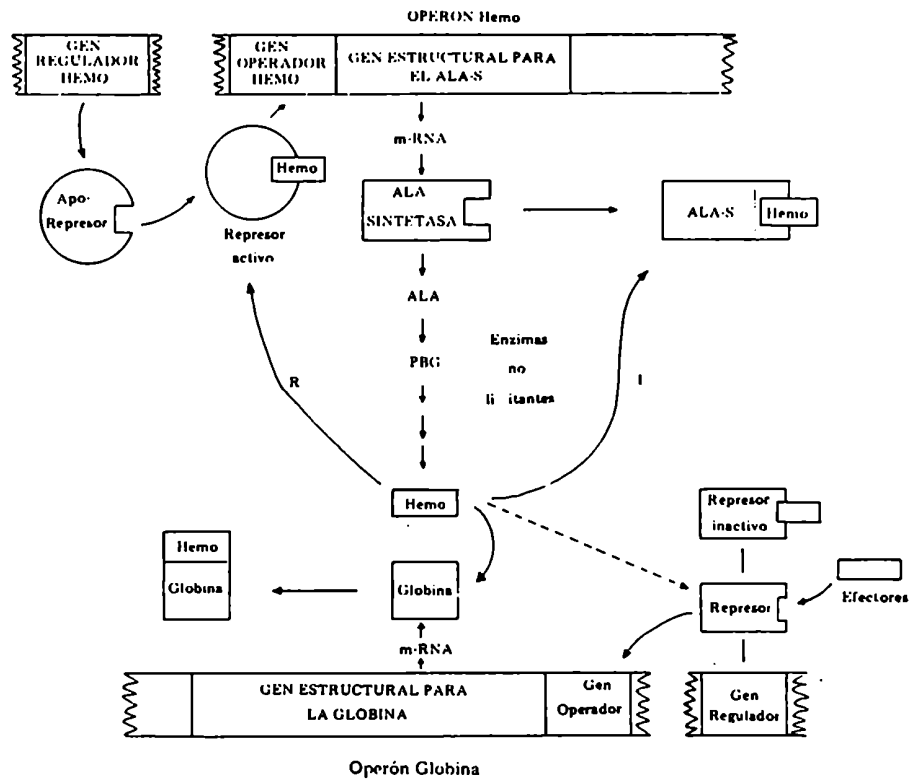 OPERON Hemo
GEN
REGULADOR
HEMO
GEN
OPERADOR
HEMO
GEN ESTRUCTURAL PARA
EL ALA-S
m-RNA
Apo-
Represor
Hemo
Represor
activo
ALA
SINTETASA
ALA-S
Hemo
ALA
PBG
Enzimas
no
li itantes
R
I
Hemo
Represor
inactivo
Hemo
Globina
Globina
Represor
Efectores
m-RNA
GEN ESTRUCTURAL PARA
LA GLOBINA
Gen
Operador
Gen
Regulador
Operón Globina